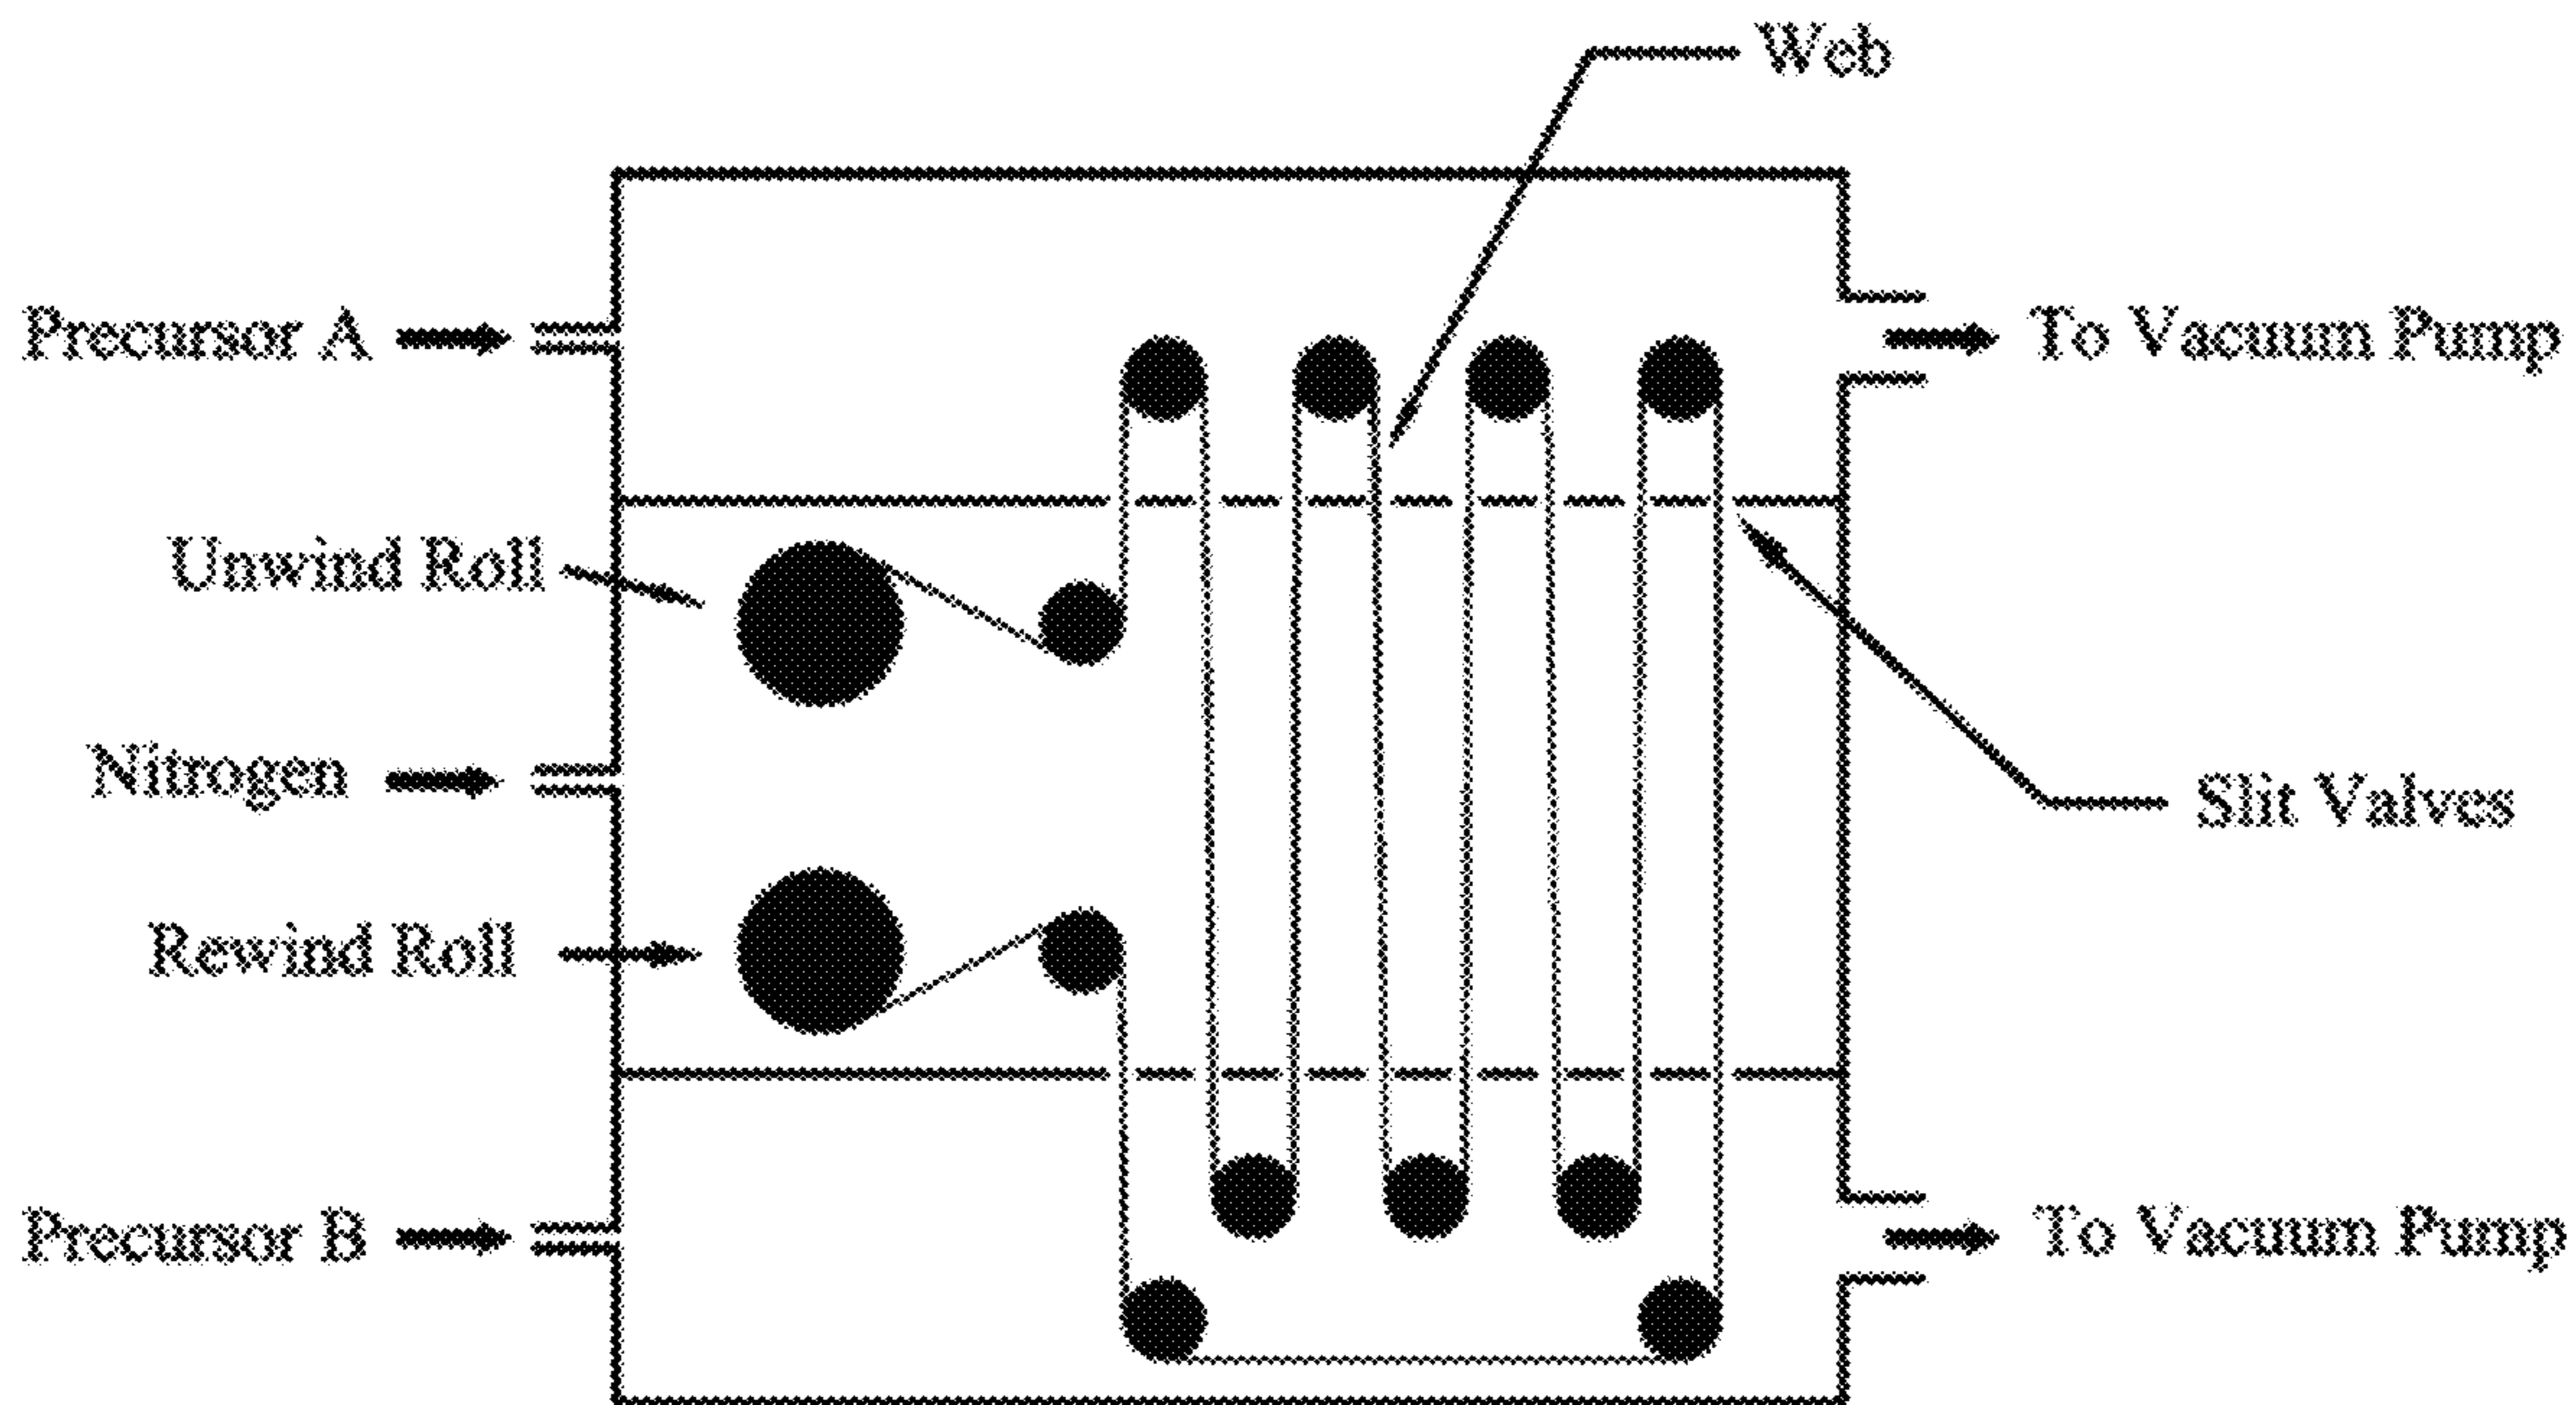 Web
Precursor A
To Vacuum Pump
Unwind Roll
Nitrogen
Slit Valves
Rewind Roll
Precursor B
To Vacuum Pump